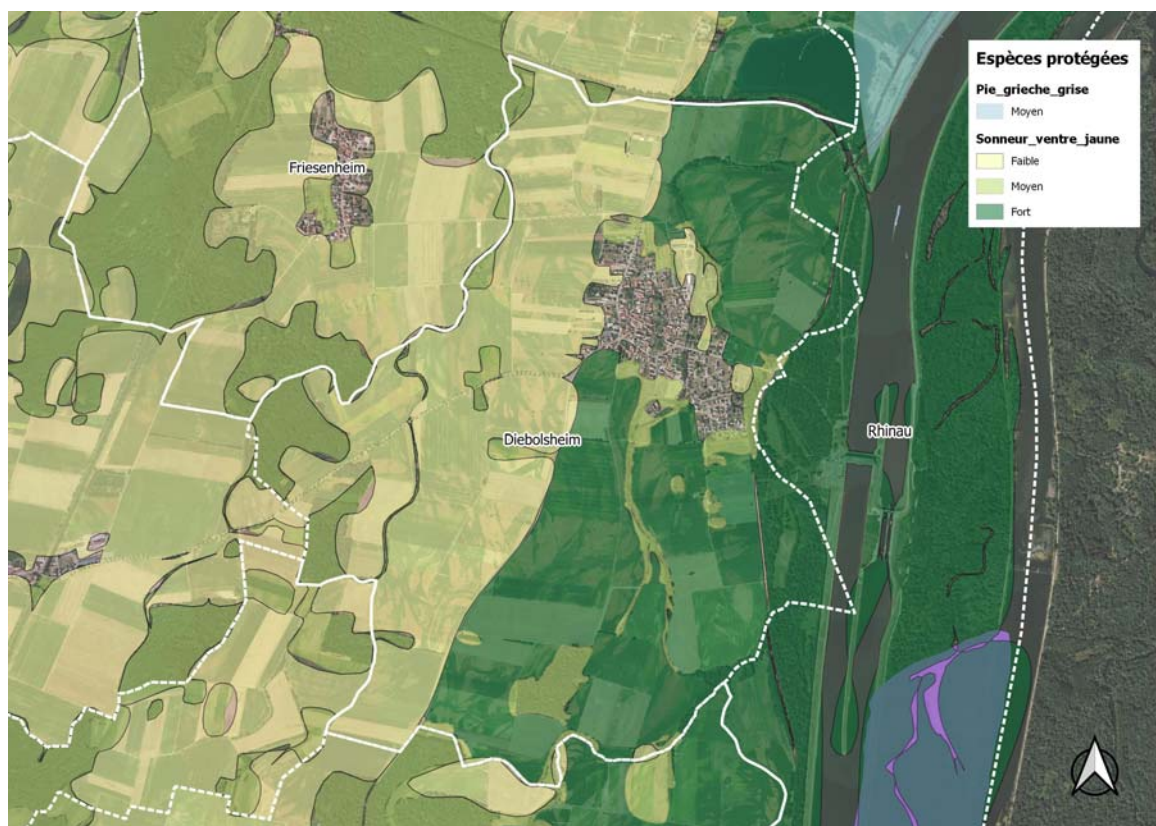 Espèces protégées
Pie_grieche_grise
Moyen
Sonneur_ventre_jaune
Faible
Moyen
Fort
Friesenheim
Diebolsheim
Rhinau